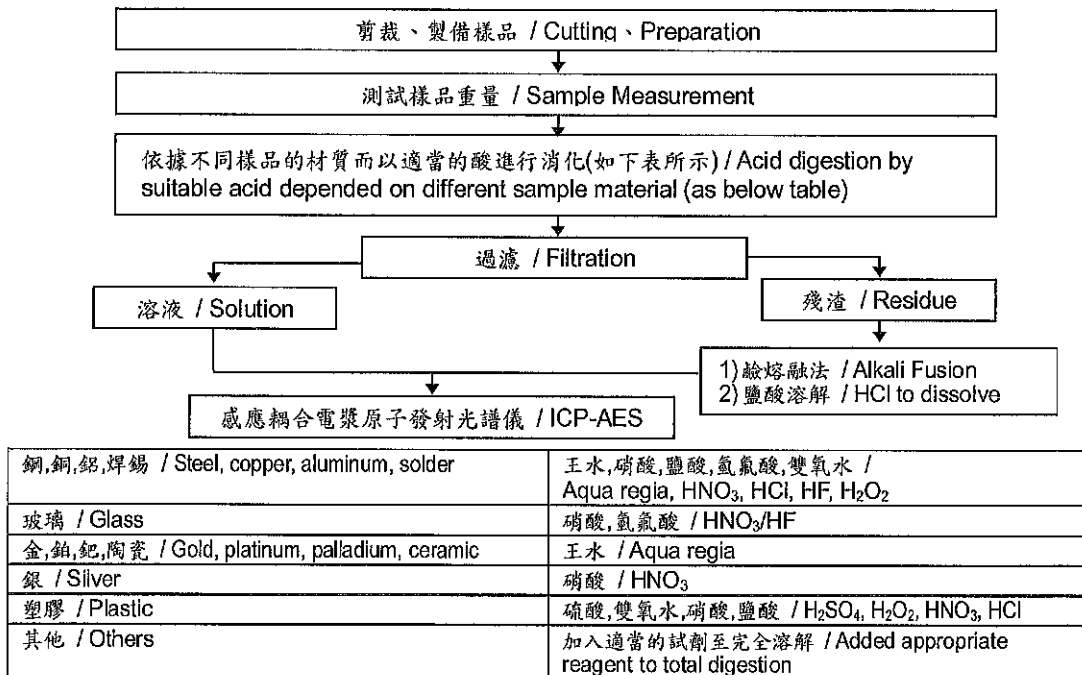 剪裁、製備樣品 / Cutting、Preparation
測試樣品重量 / Sample Measurement
依據不同樣品的材質而以適當的酸進行消化(如下表所示) / Acid digestion by
suitable acid depended on different sample material (as below table)
過濾 / Filtration
溶液 / Solution
殘渣 / Residue
1)鹼熔融法 / Alkali Fusion
2)鹽酸溶解 / HCl to dissolve
感應耦合電漿原子發射光譜儀 / ICP-AES
鋼,銅,鋁,焊錫 / Steel, copper, aluminum, solder
王水,硝酸,鹽酸,氫氟酸,雙氧水 /
Aqua regia, HNO₃, HCl, HF, H₂O₂
玻璃 / Glass
硝酸,氫氟酸 / HNO₃/HF
金,鉑,鈀,陶瓷 / Gold, platinum, palladium, ceramic
王水 / Aqua regia
銀 / Silver
硝酸 / HNO₃
塑膠 / Plastic
硫酸,雙氧水,硝酸,鹽酸 / H₂SO₄, H₂O₂, HNO₃, HCl
其他 / Others
加入適當的試劑至完全溶解 / Added appropriate
reagent to total digestion